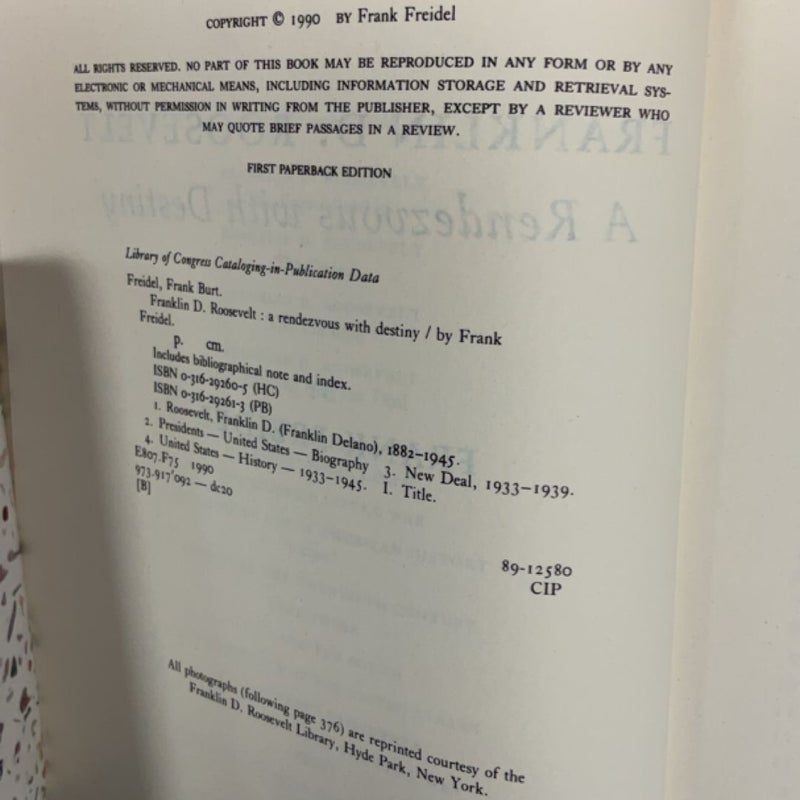 COPYRIGHT © 1990 BY Frank Freidel
ALL RIGHTS RESERVED. NO PART OF THIS BOOK MAY BE REPRODUCED IN ANY FORM OR BY ANY
ELECTRONIC OR MECHANICAL MEANS, INCLUDING INFORMATION STORAGE AND RETRIEVAL SYS-
TEMS, WITHOUT PERMISSION IN WRITING FROM THE PUBLISHER, EXCEPT BY A REVIEWER WHO
MAY QUOTE BRIEF PASSAGES IN A REVIEW.
FIRST PAPERBACK EDITION
Library of Congress Cataloging-in-Publication Data
Freidel, Frank Burt.
Franklin D. Roosevelt : a rendezvous with destiny / by Frank
Freidel.
p. cm.
Includes bibliographical note and index.
ISBN 0-316-29260-5 (HC)
ISBN 0-316-29261-3 (PB)
1. Roosevelt, Franklin D. (Franklin Delano), 1882–1945.
2. Presidents — United States — Biography 3. New Deal, 1933–1939.
4. United States — History — 1933–1945. I. Title.
E807.F75 1990
973.917'092 — dc20
[B]
89-12580
CIP
All photographs (following page 376) are reprinted courtesy of the
Franklin D. Roosevelt Library, Hyde Park, New York.
FRANKLIN D. ROOSEVELT
A Rendezvous with Destiny